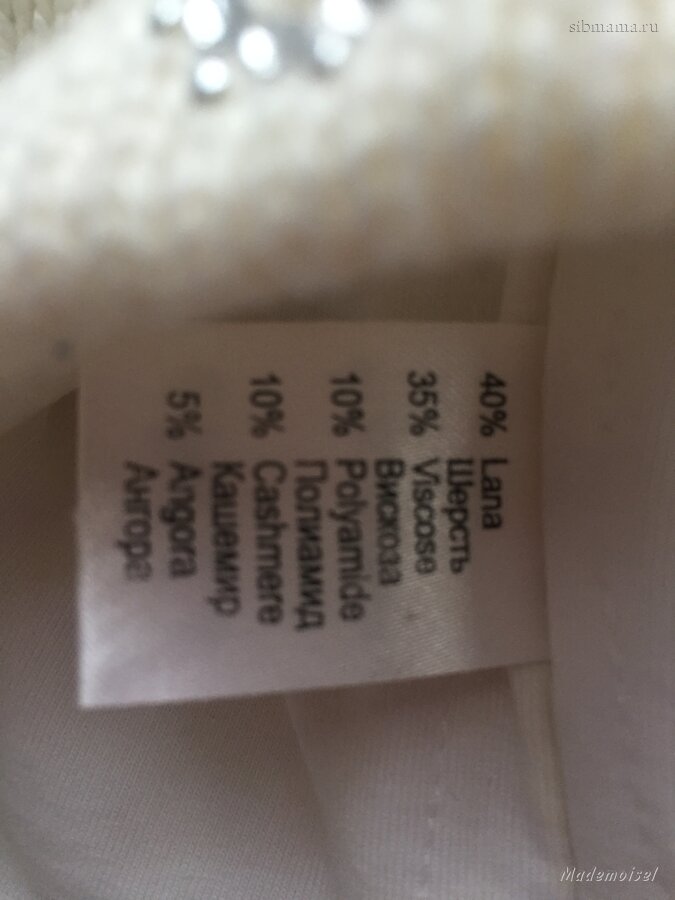 sibmama.ru
40% Lana
Шерсть
35% Viscose
Вискоза
10% Polyamide
Полиамид
10% Cashmere
Кашемир
5% Angora
Ангора
Mademoisel